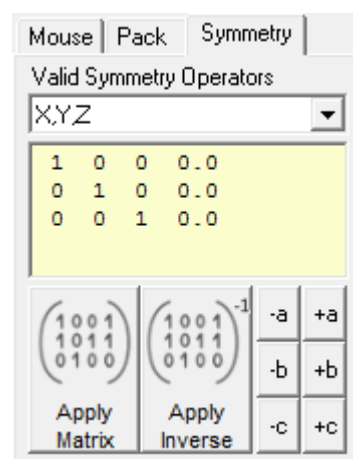 Mouse Pack Symmetry
Valid Symmetry Operators
X,Y,Z
1 0 0 0.0
0 1 0 0.0
0 0 1 0.0
1 0 0 1
1 0 1 1
0 1 0 0
Apply
Matrix
-1
1 0 0 1
1 0 1 1
0 1 0 0
Apply
Inverse
-a +a
-b +b
-c +c